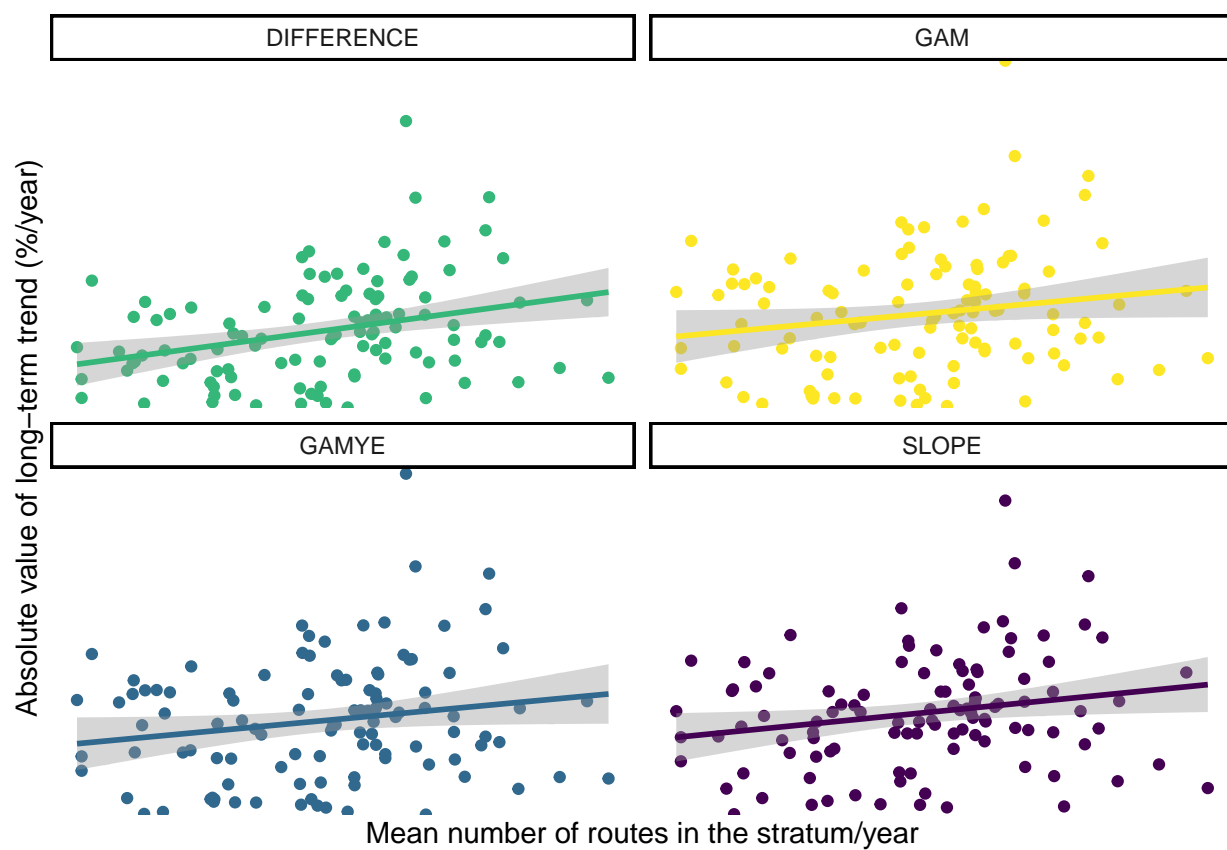 DIFFERENCE
GAM
GAMYE
SLOPE
Absolute value of long−term trend (%/year)
Mean number of routes in the stratum/year